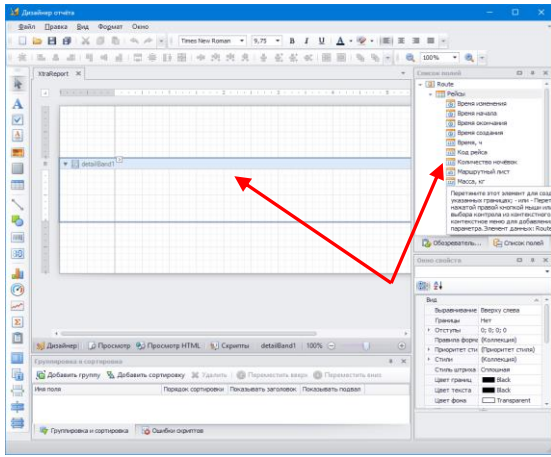 Дизайнер отчёта
Файл Правка Вид Формат Окно
Times New Roman 9,75 B I U A
100%
XtraReport
Список полей
Route
Рейсы
Время изменения
Время начала
Время окончания
Время создания
Время, ч
Код рейса
Количество ночёвок
Маршрутный лист
Масса, кг
detailBand1
Перетяните этот элемент для созд
указанных границах; - или - Перет
нажатой правой кнопкой мыши или
выбора контрола из контекстного
контекстное меню для добавления
параметра.Элемент данных: Route
Обозреватель... Список полей
Окно свойств
Вид
Выравнивание Вверху слева
Границы Нет
Отступы 0; 0; 0; 0
Правила форма (Коллекция)
Приоритет сти (Приоритет стиля)
Стили (Коллекция)
Стиль штриха Сплошная
Цвет границ Black
Цвет текста Black
Цвет фона Transparent
Дизайнер Просмотр Просмотр HTML Скрипты detailBand1 100%
Группировка и сортировка
Добавить группу Добавить сортировку Удалить Переместить вверх Переместить вниз
Имя поля Порядок сортировки Показывать заголовок Показывать подвал
Группировка и сортировка Ошибки скриптов